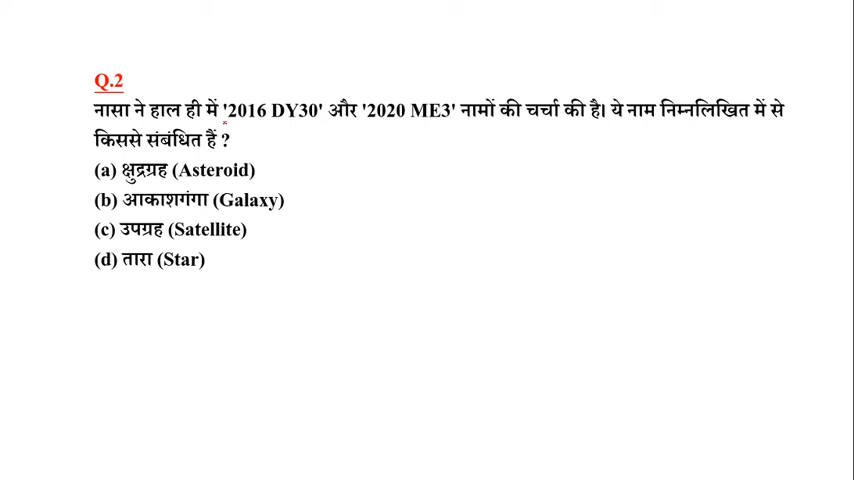 Q.2
नासा ने हाल ही में '2016 DY30' और '2020 ME3' नामों की चर्चा की है। ये नाम निम्नलिखित में से
किससे संबंधित हैं ?
(a) क्षुद्रग्रह (Asteroid)
(b) आकाशगंगा (Galaxy)
(c) उपग्रह (Satellite)
(d) तारा (Star)